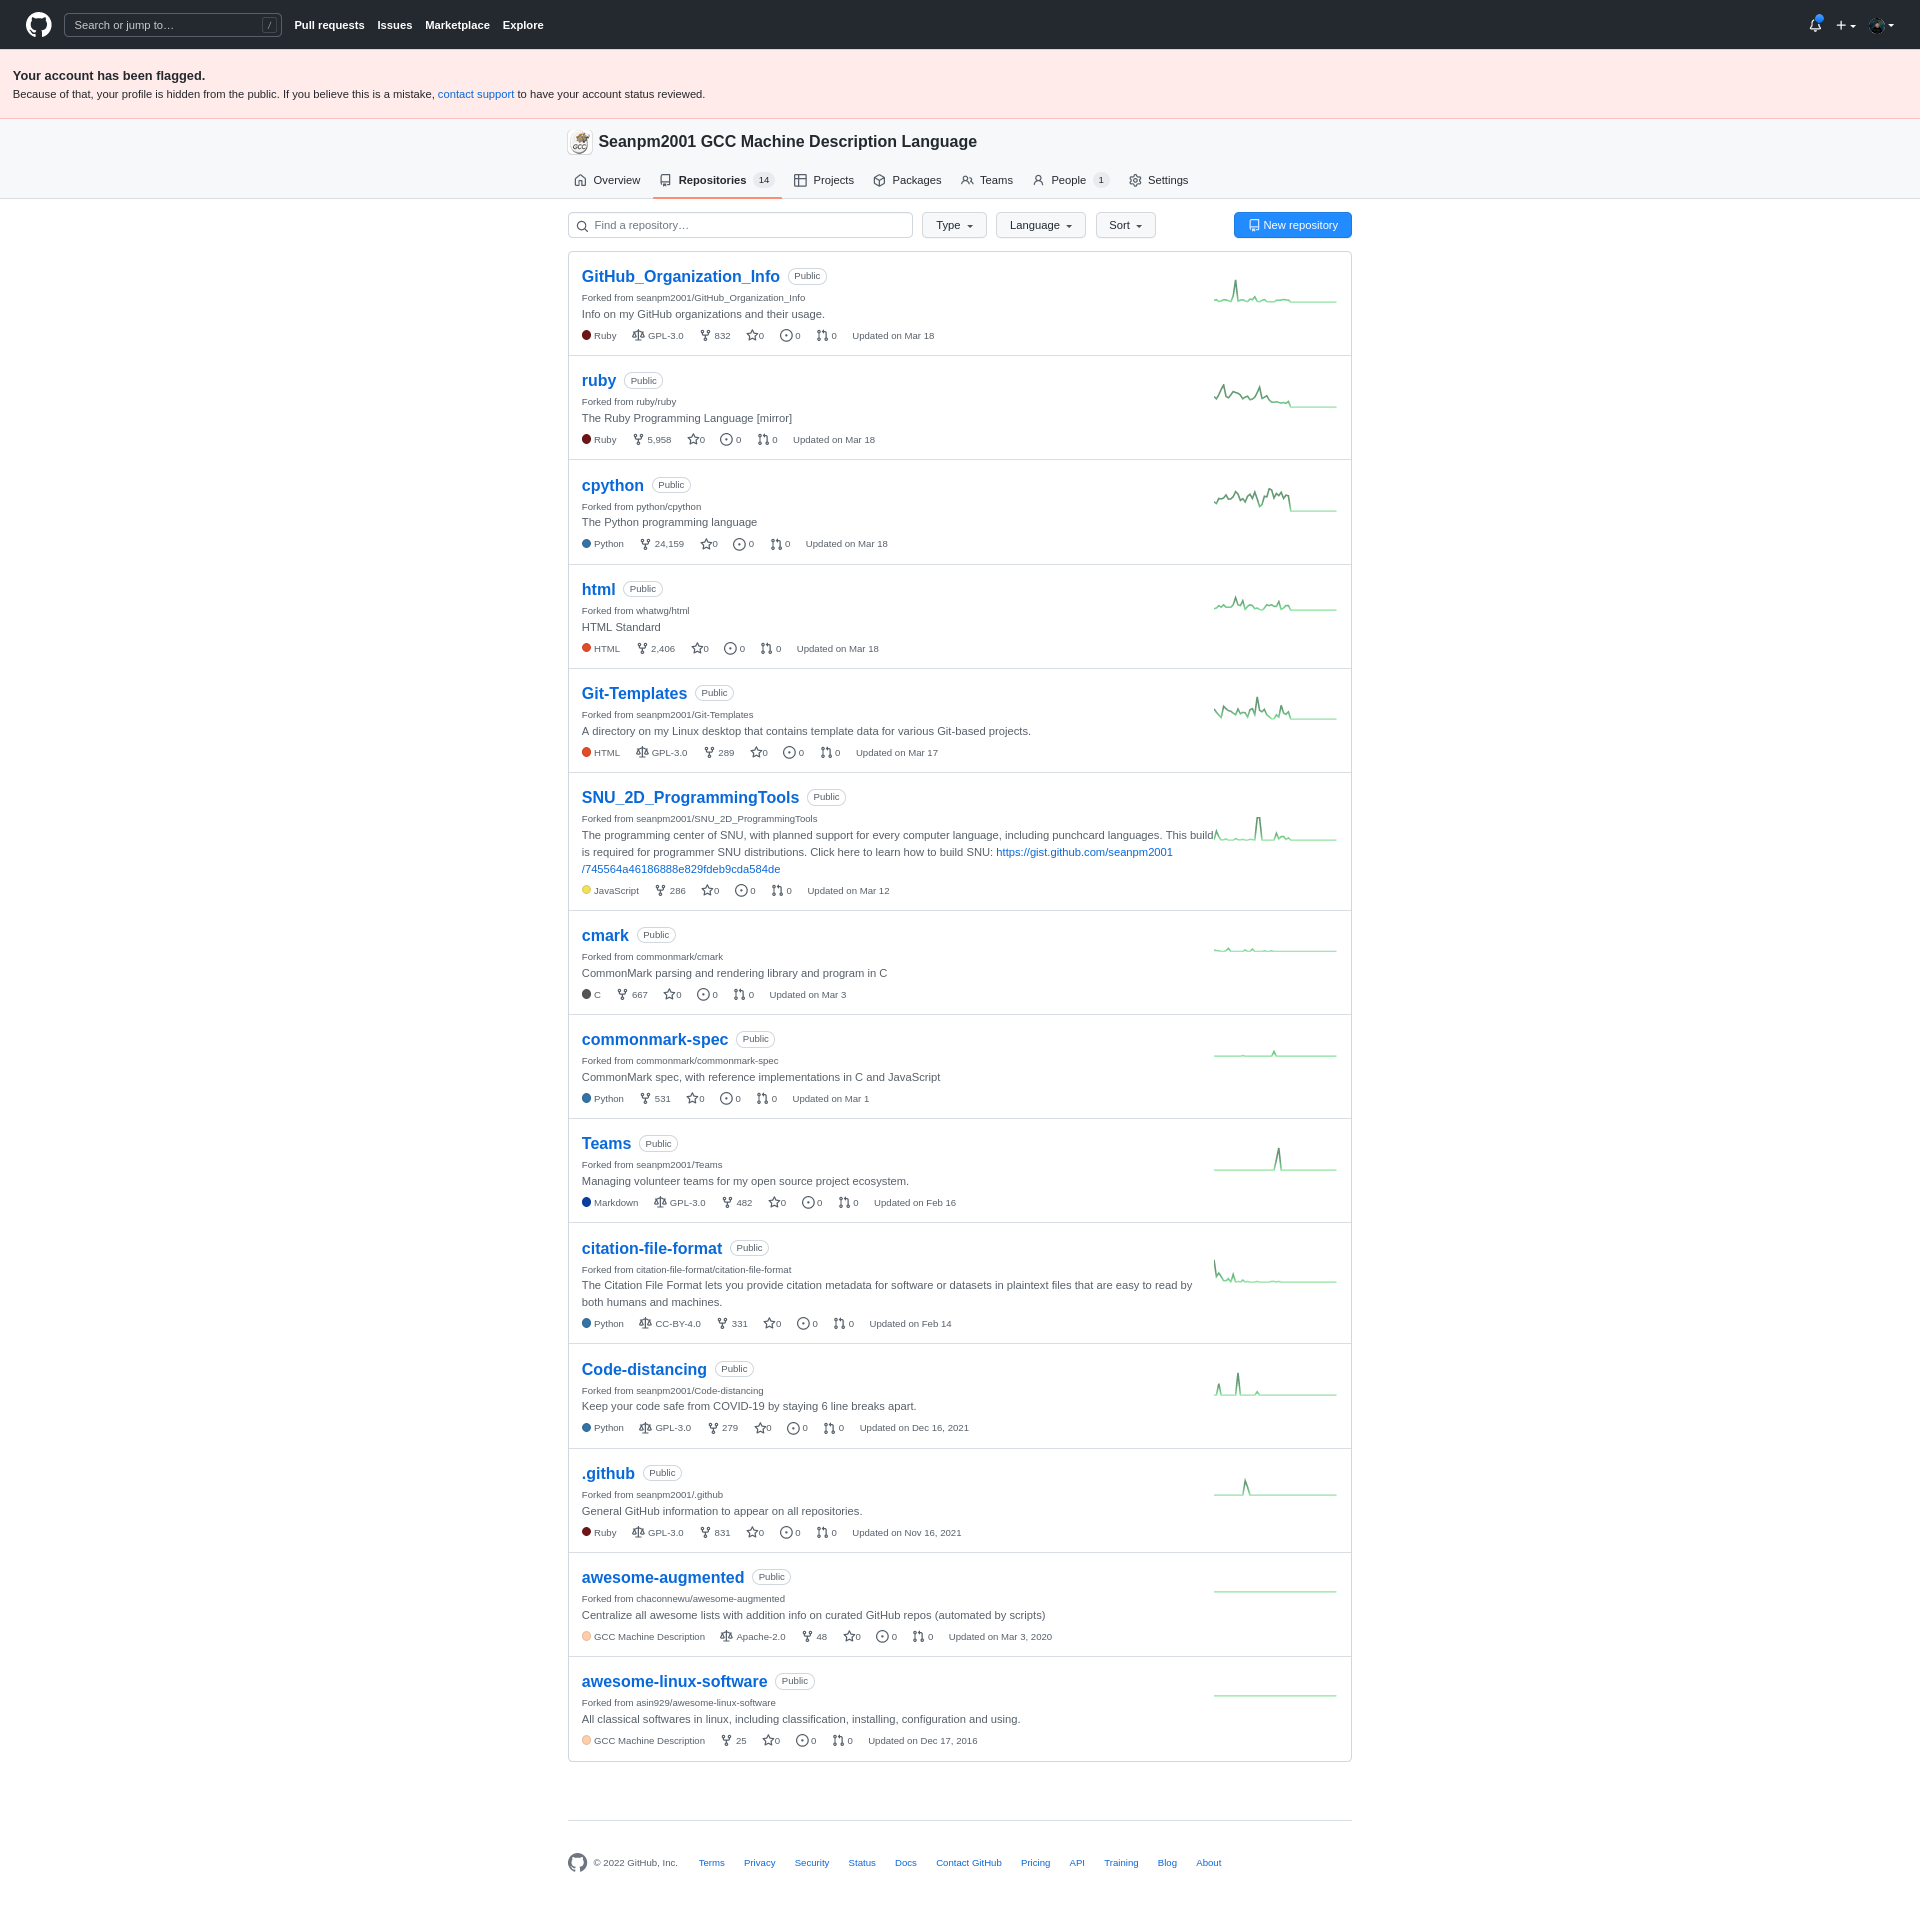 Search or jump to… /
Pull requests Issues Marketplace Explore
Your account has been flagged.
Because of that, your profile is hidden from the public. If you believe this is a mistake, contact support to have your account status reviewed.
GCC Seanpm2001 GCC Machine Description Language
Overview Repositories 14 Projects Packages Teams People 1 Settings
Find a repository… Type Language Sort New repository
GitHub_Organization_Info Public
Forked from seanpm2001/GitHub_Organization_Info
Info on my GitHub organizations and their usage.
Ruby GPL-3.0 832 0 0 0 Updated on Mar 18
ruby Public
Forked from ruby/ruby
The Ruby Programming Language [mirror]
Ruby 5,958 0 0 0 Updated on Mar 18
cpython Public
Forked from python/cpython
The Python programming language
Python 24,159 0 0 0 Updated on Mar 18
html Public
Forked from whatwg/html
HTML Standard
HTML 2,406 0 0 0 Updated on Mar 18
Git-Templates Public
Forked from seanpm2001/Git-Templates
A directory on my Linux desktop that contains template data for various Git-based projects.
HTML GPL-3.0 289 0 0 0 Updated on Mar 17
SNU_2D_ProgrammingTools Public
Forked from seanpm2001/SNU_2D_ProgrammingTools
The programming center of SNU, with planned support for every computer language, including punchcard languages. This build
is required for programmer SNU distributions. Click here to learn how to build SNU: https://gist.github.com/seanpm2001
/745564a46186888e829fdeb9cda584de
JavaScript 286 0 0 0 Updated on Mar 12
cmark Public
Forked from commonmark/cmark
CommonMark parsing and rendering library and program in C
C 667 0 0 0 Updated on Mar 3
commonmark-spec Public
Forked from commonmark/commonmark-spec
CommonMark spec, with reference implementations in C and JavaScript
Python 531 0 0 0 Updated on Mar 1
Teams Public
Forked from seanpm2001/Teams
Managing volunteer teams for my open source project ecosystem.
Markdown GPL-3.0 482 0 0 0 Updated on Feb 16
citation-file-format Public
Forked from citation-file-format/citation-file-format
The Citation File Format lets you provide citation metadata for software or datasets in plaintext files that are easy to read by
both humans and machines.
Python CC-BY-4.0 331 0 0 0 Updated on Feb 14
Code-distancing Public
Forked from seanpm2001/Code-distancing
Keep your code safe from COVID-19 by staying 6 line breaks apart.
Python GPL-3.0 279 0 0 0 Updated on Dec 16, 2021
.github Public
Forked from seanpm2001/.github
General GitHub information to appear on all repositories.
Ruby GPL-3.0 831 0 0 0 Updated on Nov 16, 2021
awesome-augmented Public
Forked from chaconnewu/awesome-augmented
Centralize all awesome lists with addition info on curated GitHub repos (automated by scripts)
GCC Machine Description Apache-2.0 48 0 0 0 Updated on Mar 3, 2020
awesome-linux-software Public
Forked from asin929/awesome-linux-software
All classical softwares in linux, including classification, installing, configuration and using.
GCC Machine Description 25 0 0 0 Updated on Dec 17, 2016
© 2022 GitHub, Inc. Terms Privacy Security Status Docs Contact GitHub Pricing API Training Blog About